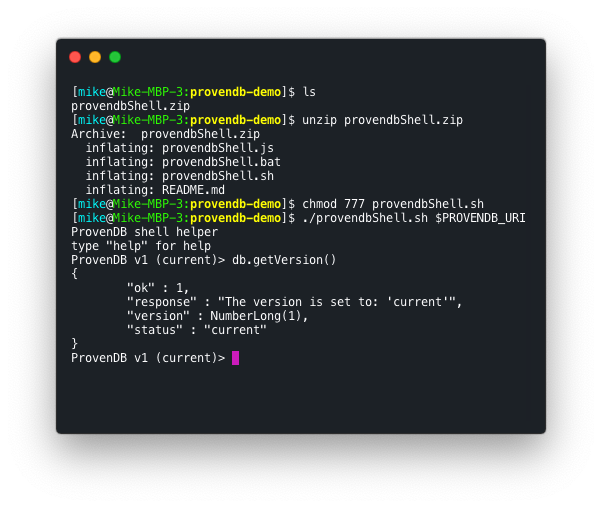 [mike@Mike-MBP-3:provendb-demo]$ ls
provendbShell.zip
[mike@Mike-MBP-3:provendb-demo]$ unzip provendbShell.zip
Archive:  provendbShell.zip
  inflating: provendbShell.js
  inflating: provendbShell.bat
  inflating: provendbShell.sh
  inflating: README.md
[mike@Mike-MBP-3:provendb-demo]$ chmod 777 provendbShell.sh
[mike@Mike-MBP-3:provendb-demo]$ ./provendbShell.sh $PROVENDB_URI
ProvenDB shell helper
type "help" for help
ProvenDB v1 (current)> db.getVersion()
{
        "ok" : 1,
        "response" : "The version is set to: 'current'",
        "version" : NumberLong(1),
        "status" : "current"
}
ProvenDB v1 (current)>